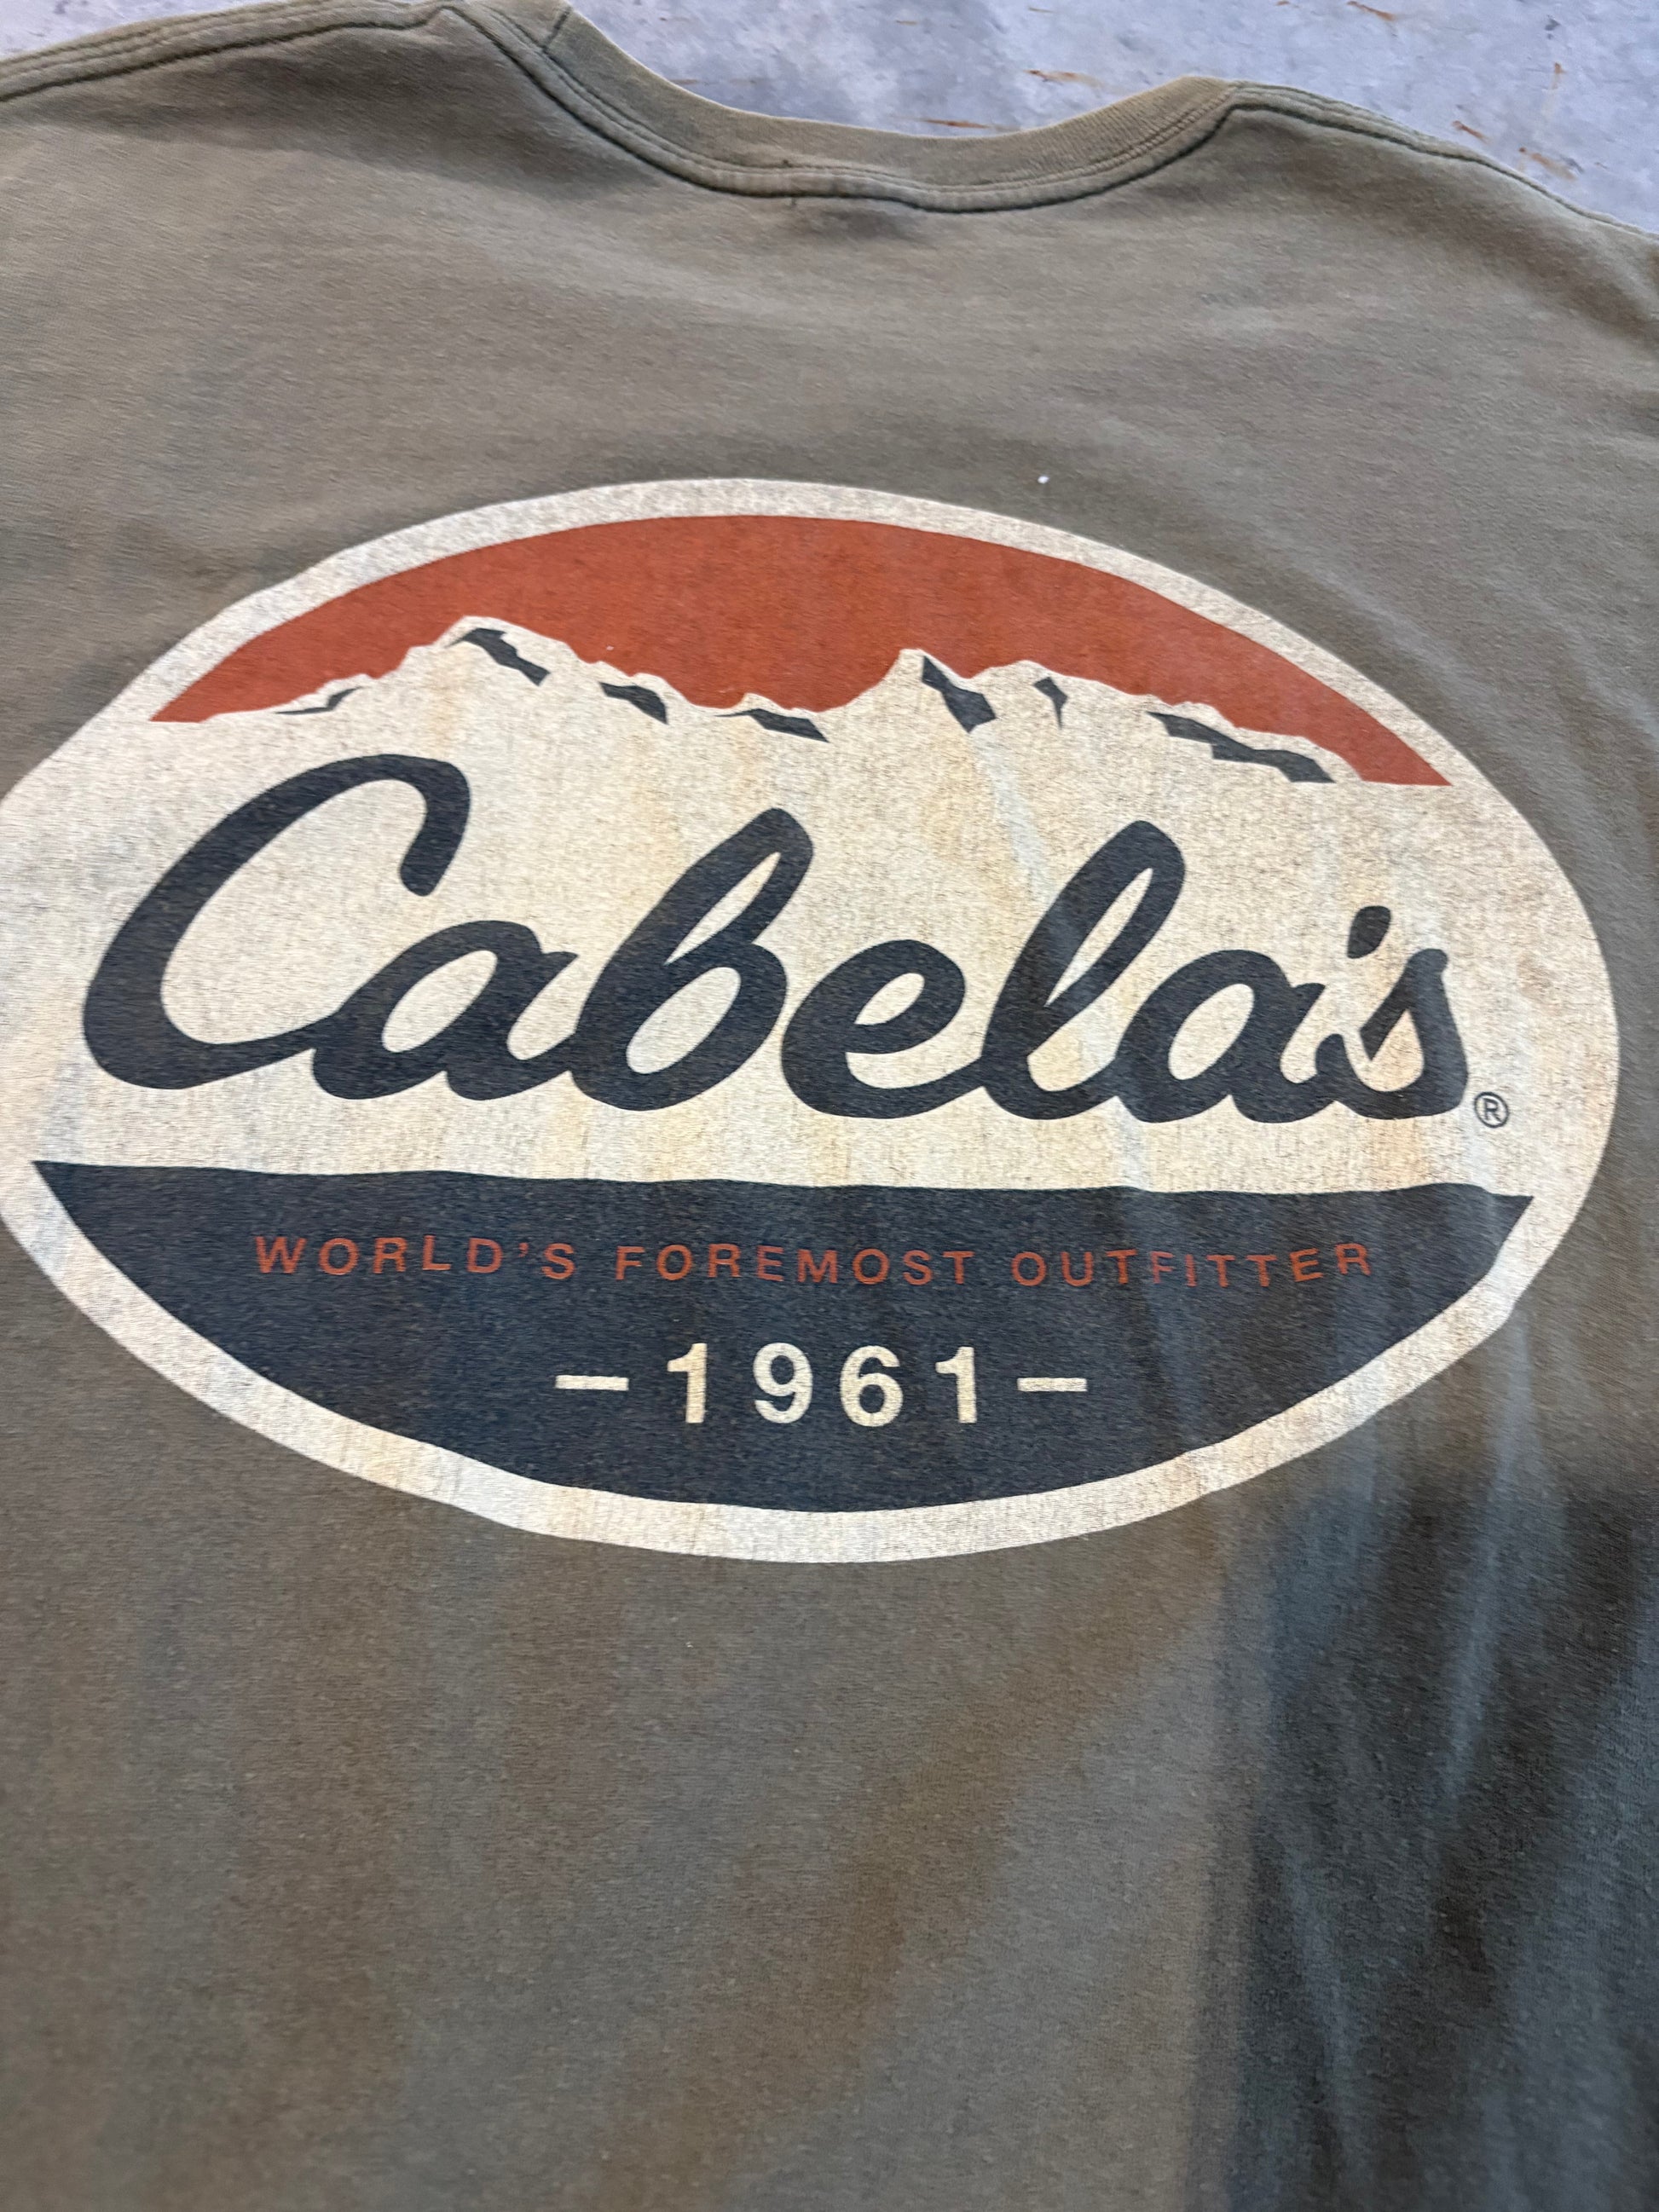 Cabela's®
WORLD'S FOREMOST OUTFITTER
-1961-